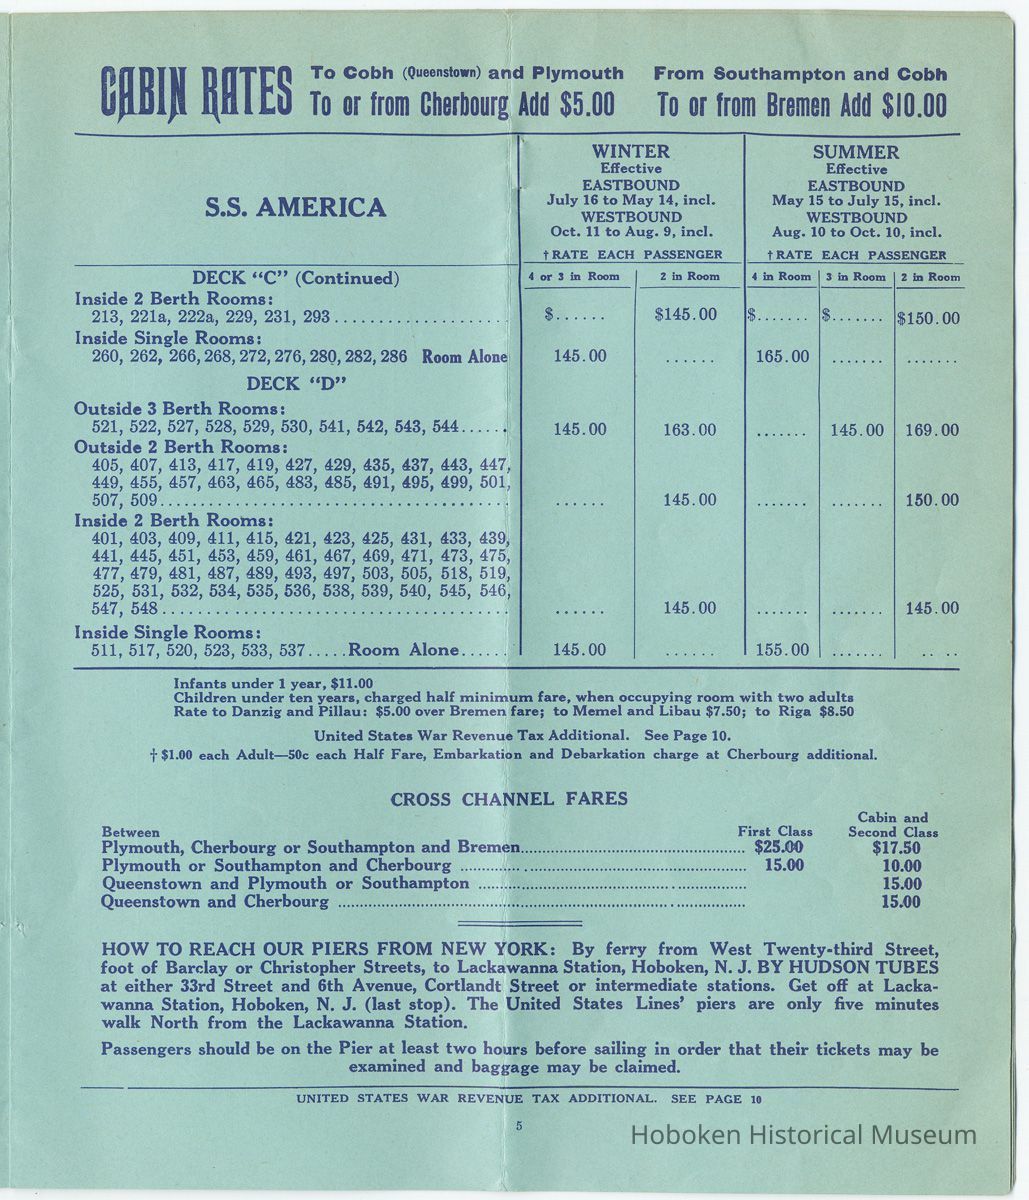 CABIN RATES To Cobh (Queenstown) and Plymouth From Southampton and Cobh
To or from Cherbourg Add $5.00 To or from Bremen Add $10.00
S.S. AMERICA
WINTER
Effective
EASTBOUND
July 16 to May 14, incl.
WESTBOUND
Oct. 11 to Aug. 9, incl.
† RATE EACH PASSENGER
SUMMER
Effective
EASTBOUND
May 15 to July 15, incl.
WESTBOUND
Aug. 10 to Oct. 10, incl.
† RATE EACH PASSENGER
DECK “C” (Continued) 4 or 3 in Room 2 in Room 4 in Room 3 in Room 2 in Room
Inside 2 Berth Rooms:
213, 221a, 222a, 229, 231, 293.................... $...... $145.00 $....... $....... $150.00
Inside Single Rooms:
260, 262, 266, 268, 272, 276, 280, 282, 286 Room Alone 145.00 ...... 165.00 ....... .......
DECK “D”
Outside 3 Berth Rooms:
521, 522, 527, 528, 529, 530, 541, 542, 543, 544...... 145.00 163.00 ....... 145.00 169.00
Outside 2 Berth Rooms:
405, 407, 413, 417, 419, 427, 429, 435, 437, 443, 447,
449, 455, 457, 463, 465, 483, 485, 491, 495, 499, 501,
507, 509........................................ ...... 145.00 ....... ....... 150.00
Inside 2 Berth Rooms:
401, 403, 409, 411, 415, 421, 423, 425, 431, 433, 439,
441, 445, 451, 453, 459, 461, 467, 469, 471, 473, 475,
477, 479, 481, 487, 489, 493, 497, 503, 505, 518, 519,
525, 531, 532, 534, 535, 536, 538, 539, 540, 545, 546,
547, 548........................................ ...... 145.00 ....... ....... 145.00
Inside Single Rooms:
511, 517, 520, 523, 533, 537.....Room Alone...... 145.00 ...... 155.00 ....... .. ..
Infants under 1 year, $11.00
Children under ten years, charged half minimum fare, when occupying room with two adults
Rate to Danzig and Pillau: $5.00 over Bremen fare; to Memel and Libau $7.50; to Riga $8.50
United States War Revenue Tax Additional. See Page 10.
† $1.00 each Adult—50c each Half Fare, Embarkation and Debarkation charge at Cherbourg additional.
CROSS CHANNEL FARES
Between First Class Cabin and Second Class
Plymouth, Cherbourg or Southampton and Bremen.................... $25.00 $17.50
Plymouth or Southampton and Cherbourg .................... 15.00 10.00
Queenstown and Plymouth or Southampton .................... 15.00
Queenstown and Cherbourg .................... 15.00
HOW TO REACH OUR PIERS FROM NEW YORK: By ferry from West Twenty-third Street,
foot of Barclay or Christopher Streets, to Lackawanna Station, Hoboken, N. J. BY HUDSON TUBES
at either 33rd Street and 6th Avenue, Cortlandt Street or intermediate stations. Get off at Lacka-
wanna Station, Hoboken, N. J. (last stop). The United States Lines’ piers are only five minutes
walk North from the Lackawanna Station.
Passengers should be on the Pier at least two hours before sailing in order that their tickets may be
examined and baggage may be claimed.
UNITED STATES WAR REVENUE TAX ADDITIONAL. SEE PAGE 10
5
Hoboken Historical Museum